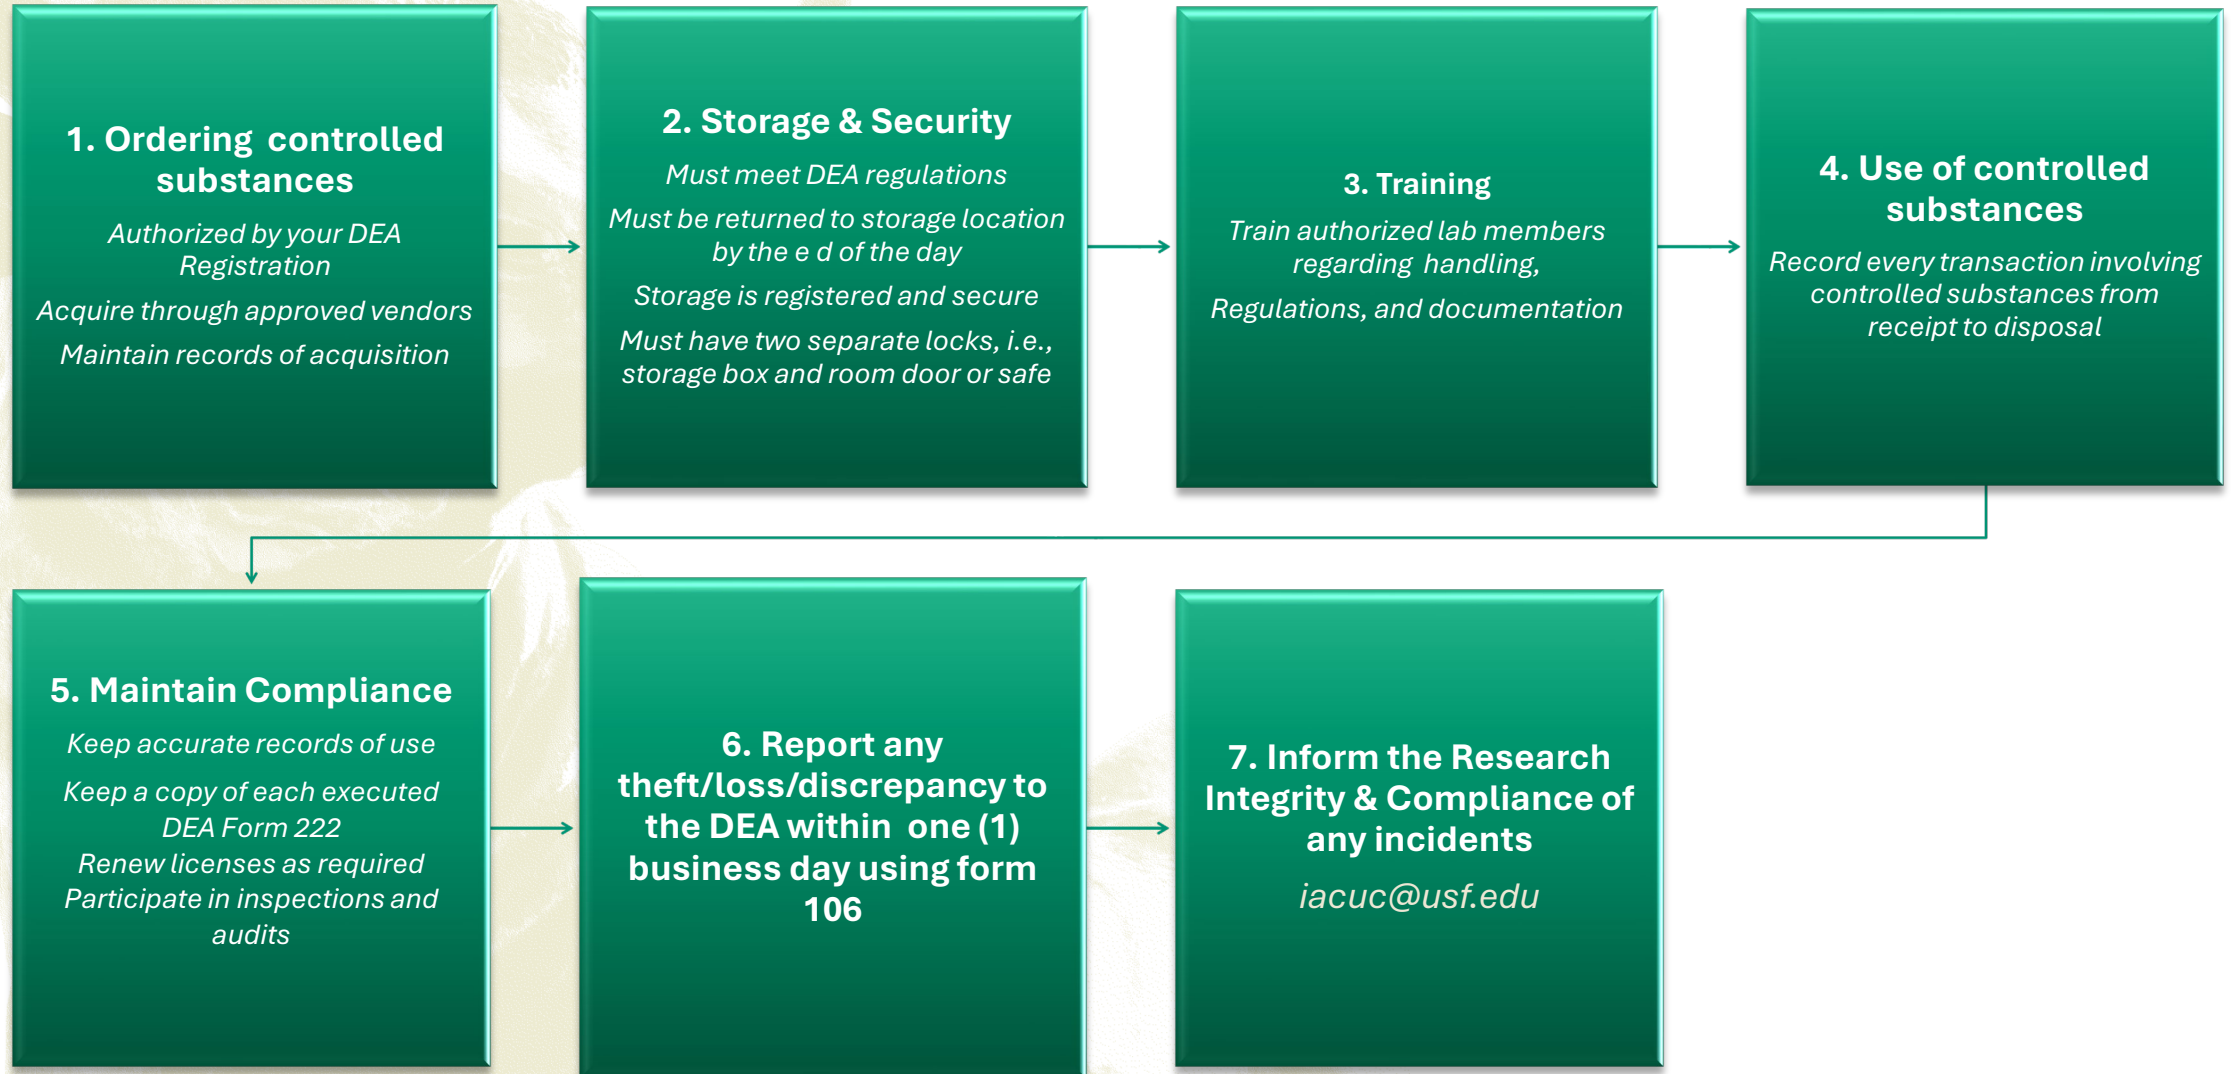 1. Ordering controlled
substances
Authorized by your DEA
Registration
Acquire through approved vendors
Maintain records of acquisition
2. Storage & Security
Must meet DEA regulations
Must be returned to storage location
by the e d of the day
Storage is registered and secure
Must have two separate locks, i.e.,
storage box and room door or safe
3. Training
Train authorized lab members
regarding handling,
Regulations, and documentation
4. Use of controlled
substances
Record every transaction involving
controlled substances from
receipt to disposal
5. Maintain Compliance
Keep accurate records of use
Keep a copy of each executed
DEA Form 222
Renew licenses as required
Participate in inspections and
audits
6. Report any
theft/loss/discrepancy to
the DEA within one (1)
business day using form
106
7. Inform the Research
Integrity & Compliance of
any incidents
iacuc@usf.edu